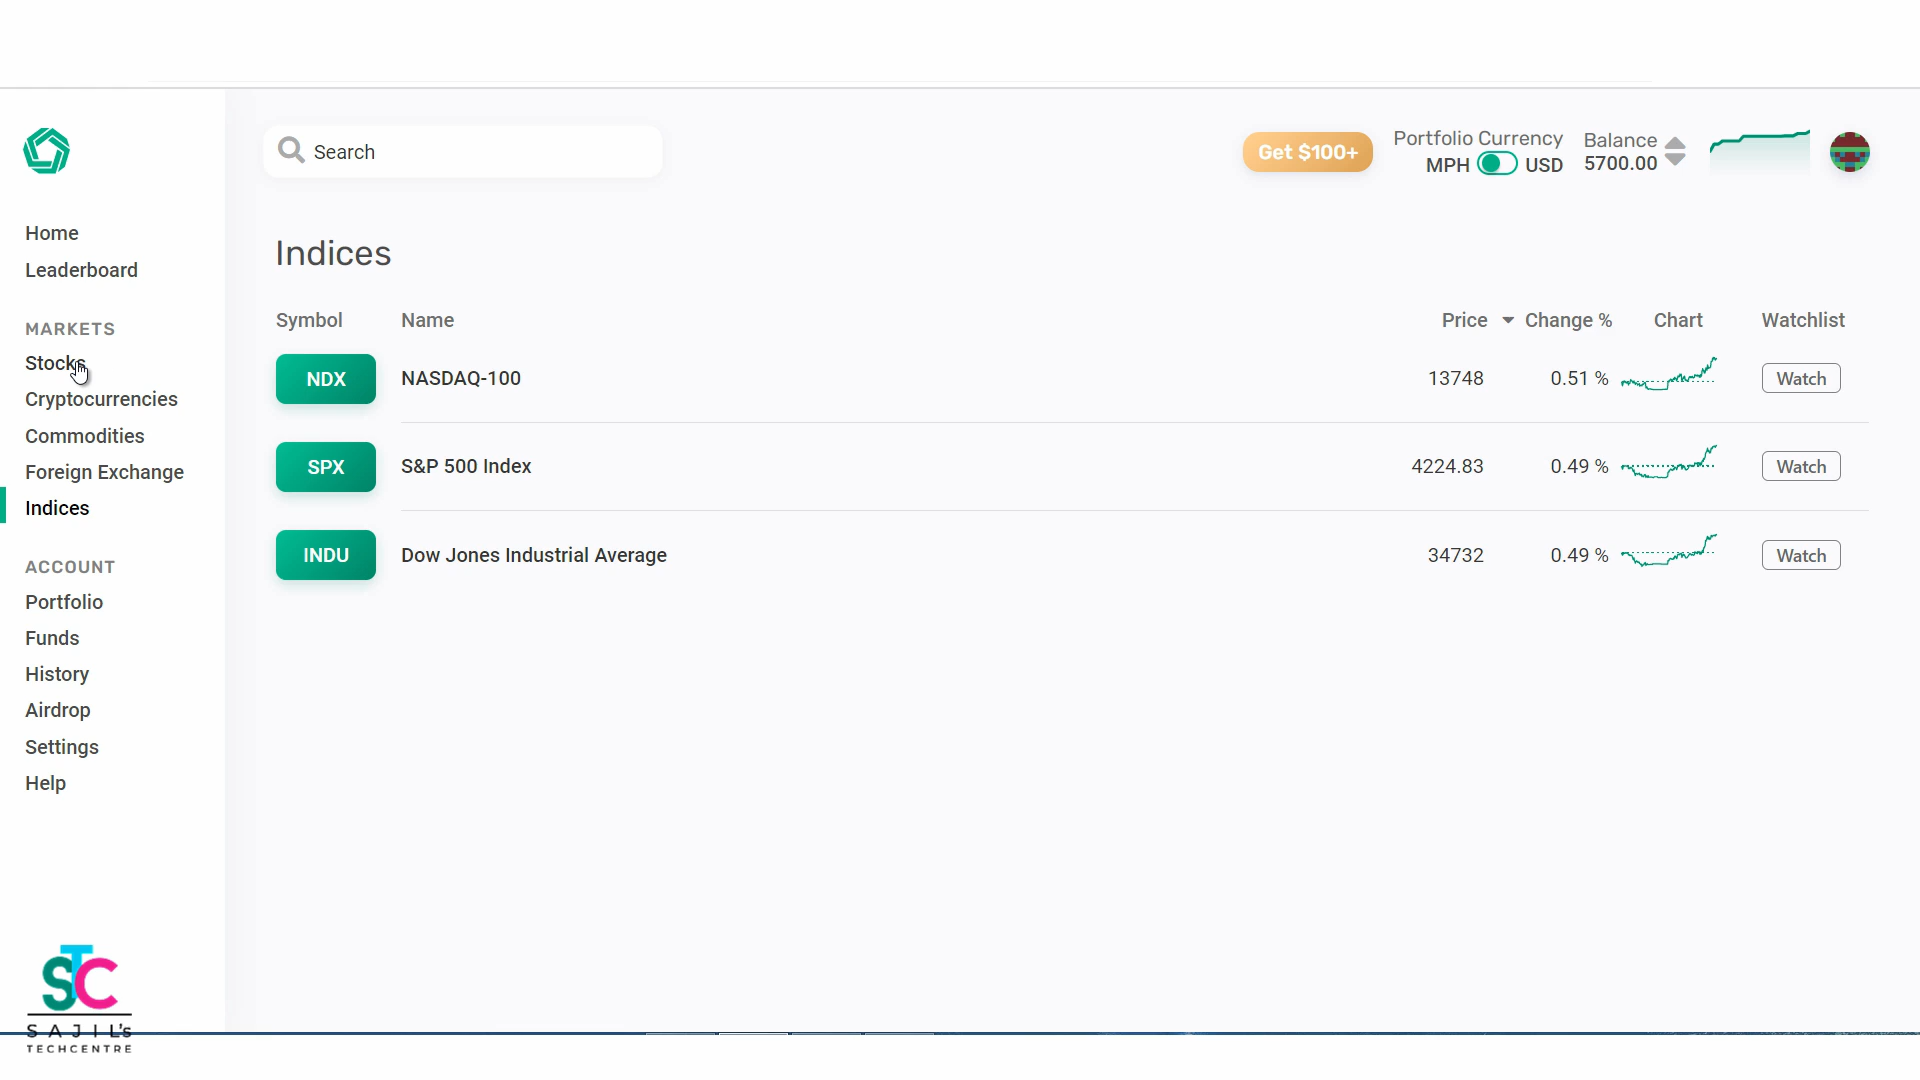 Search
Get $100+
Portfolio Currency
MPH USD
Balance
5700.00
Home
Leaderboard
MARKETS
Stocks
Cryptocurrencies
Commodities
Foreign Exchange
Indices
ACCOUNT
Portfolio
Funds
History
Airdrop
Settings
Help
Indices
Symbol Name Price Change % Chart Watchlist
NDX NASDAQ-100 13748 0.51 % Watch
SPX S&P 500 Index 4224.83 0.49 % Watch
INDU Dow Jones Industrial Average 34732 0.49 % Watch
STC
SAJIL's
TECHCENTRE